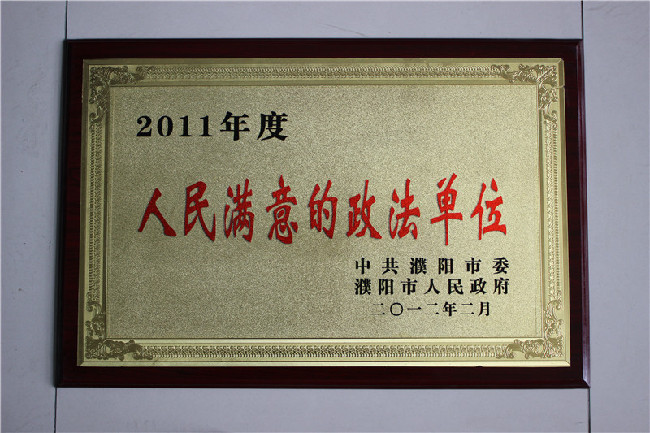 2011年度
人民满意的政法单位
中共濮阳市委
濮阳市人民政府
二〇一二年二月